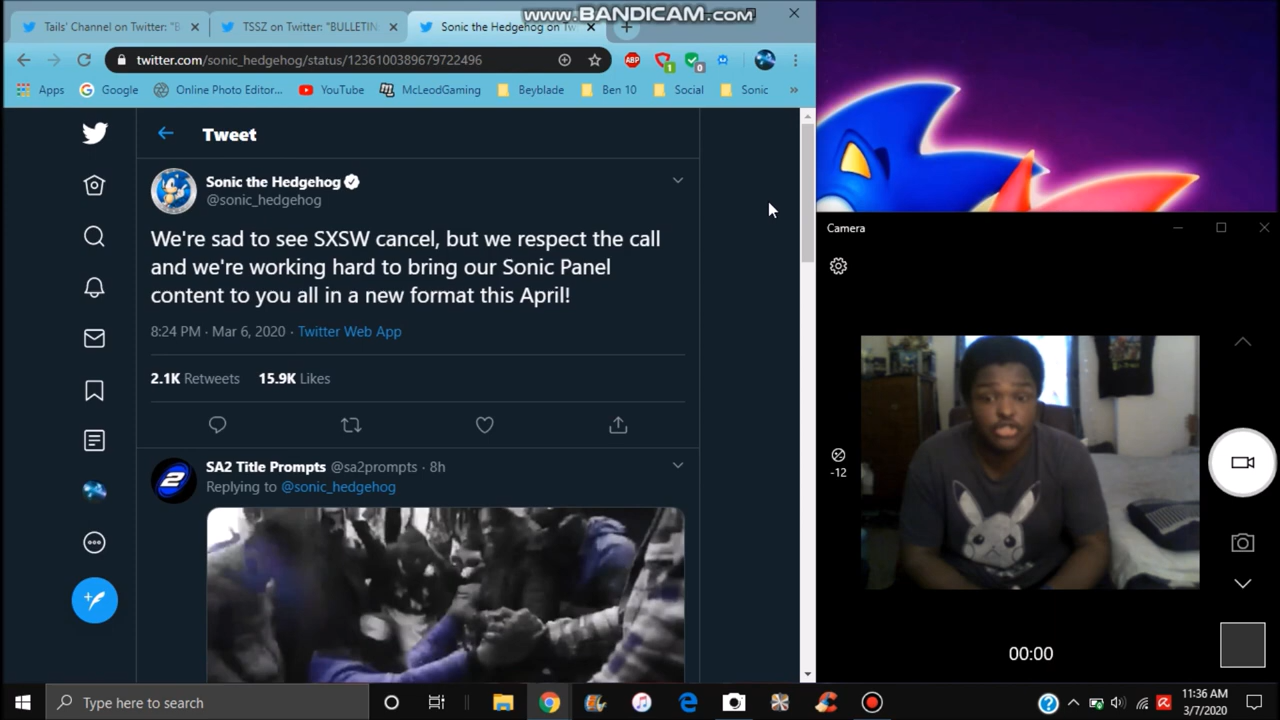 www.BANDICAM.com
Tails' Channel on Twitter: "B
TSSZ on Twitter: "BULLETIN
Sonic the Hedgehog on Tw
twitter.com/sonic_hedgehog/status/1236100389679722496
ABP
1
0
Apps
Google
Online Photo Editor...
YouTube
McLeodGaming
Beyblade
Ben 10
Social
Sonic
»
Tweet
Sonic the Hedgehog
@sonic_hedgehog
We're sad to see SXSW cancel, but we respect the call
and we're working hard to bring our Sonic Panel
content to you all in a new format this April!
8:24 PM · Mar 6, 2020 · Twitter Web App
2.1K Retweets 15.9K Likes
SA2 Title Prompts @sa2prompts · 8h
Replying to @sonic_hedgehog
2
Camera
-12
00:00
Type here to search
11:36 AM
3/7/2020